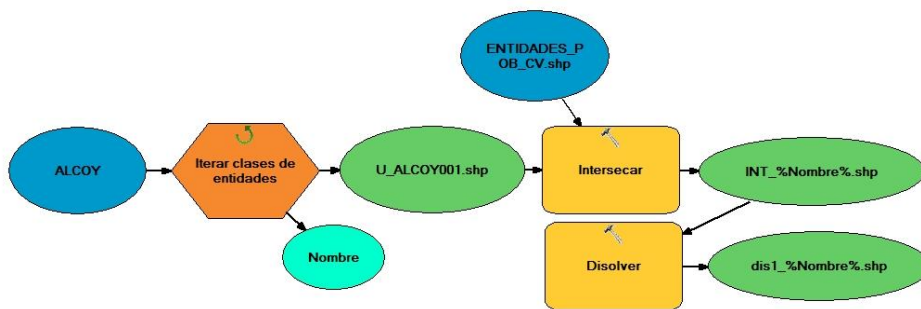 ENTIDADES_P
OB_CV.shp
ALCOY
Iterar clases de
entidades
U_ALCOY001.shp
Intersecar
INT_%Nombre%.shp
Nombre
Disolver
dis1_%Nombre%.shp